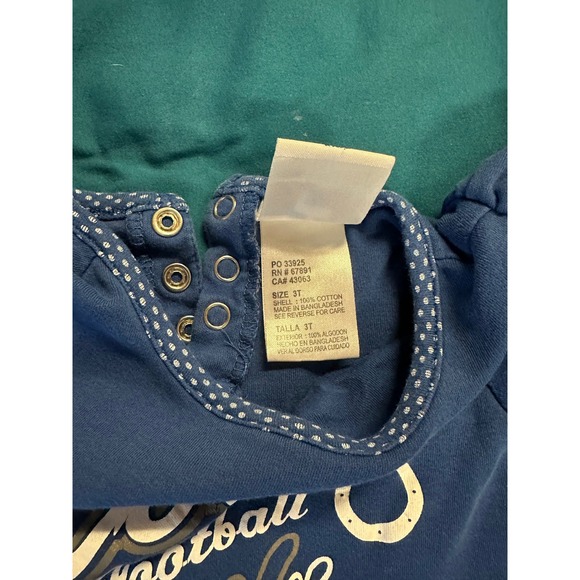 PO 33925
RN # 67891
CA# 43063
SIZE 3T
SHELL : 100% COTTON
MADE IN BANGLADESH
SEE REVERSE FOR CARE
TALLA 3T
EXTERIOR : 100% ALGODON
HECHO EN BANGLADESH
VER AL DORSO PARA CUIDADO
Football